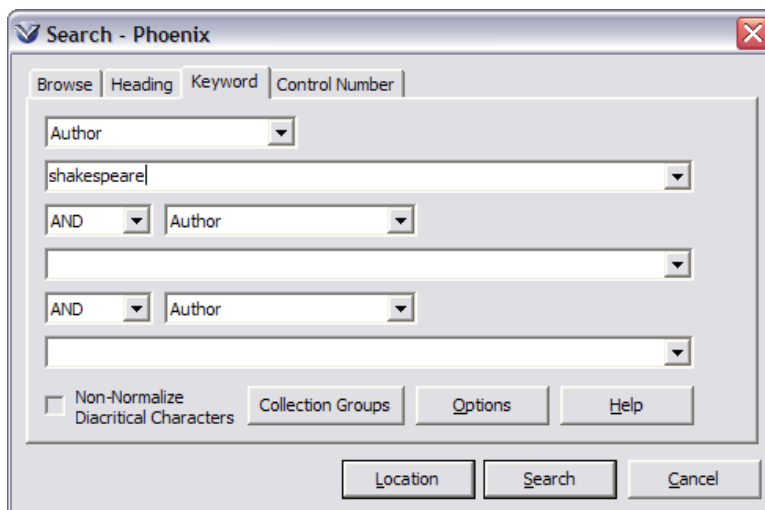 Search - Phoenix
Browse Heading Keyword Control Number
Author
shakespeare
AND Author
AND Author
Non-Normalize
Diacritical Characters
Collection Groups Options Help
Location Search Cancel